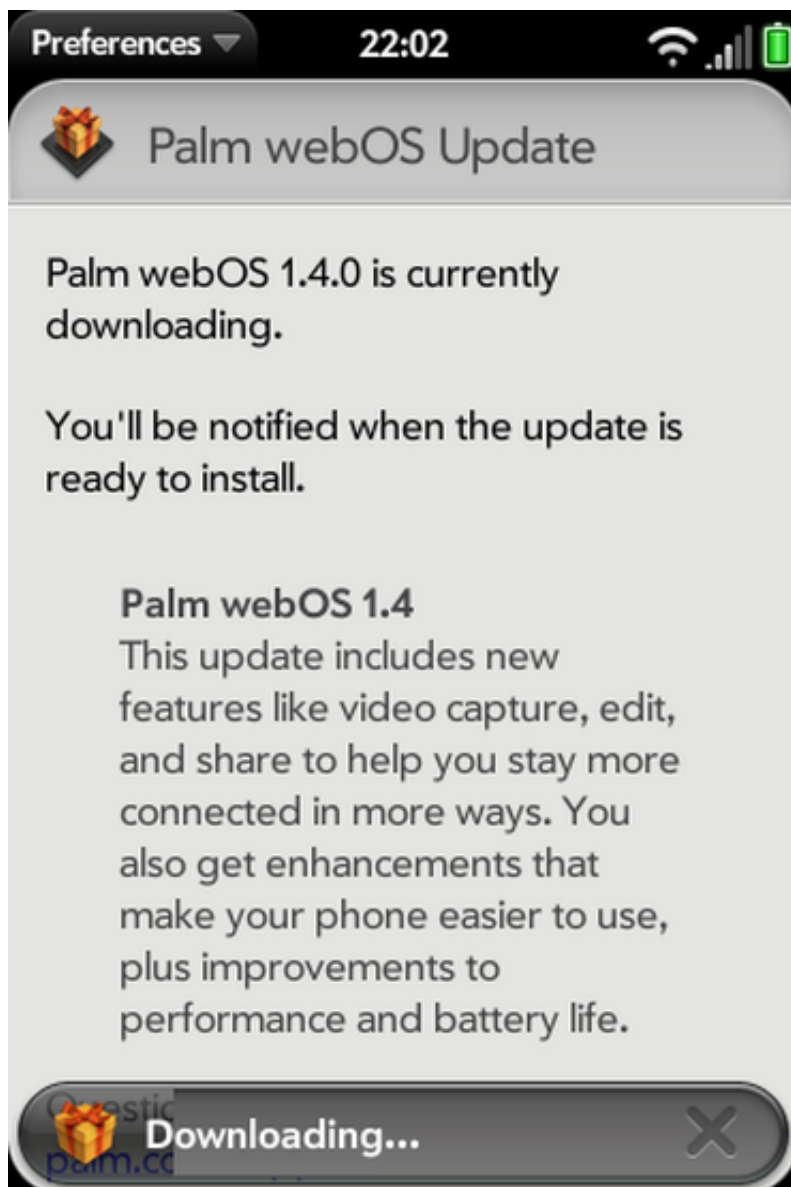 Preferences
22:02
Palm webOS Update
Palm webOS 1.4.0 is currently
downloading.
You'll be notified when the update is
ready to install.
Palm webOS 1.4
This update includes new
features like video capture, edit,
and share to help you stay more
connected in more ways. You
also get enhancements that
make your phone easier to use,
plus improvements to
performance and battery life.
Downloading...